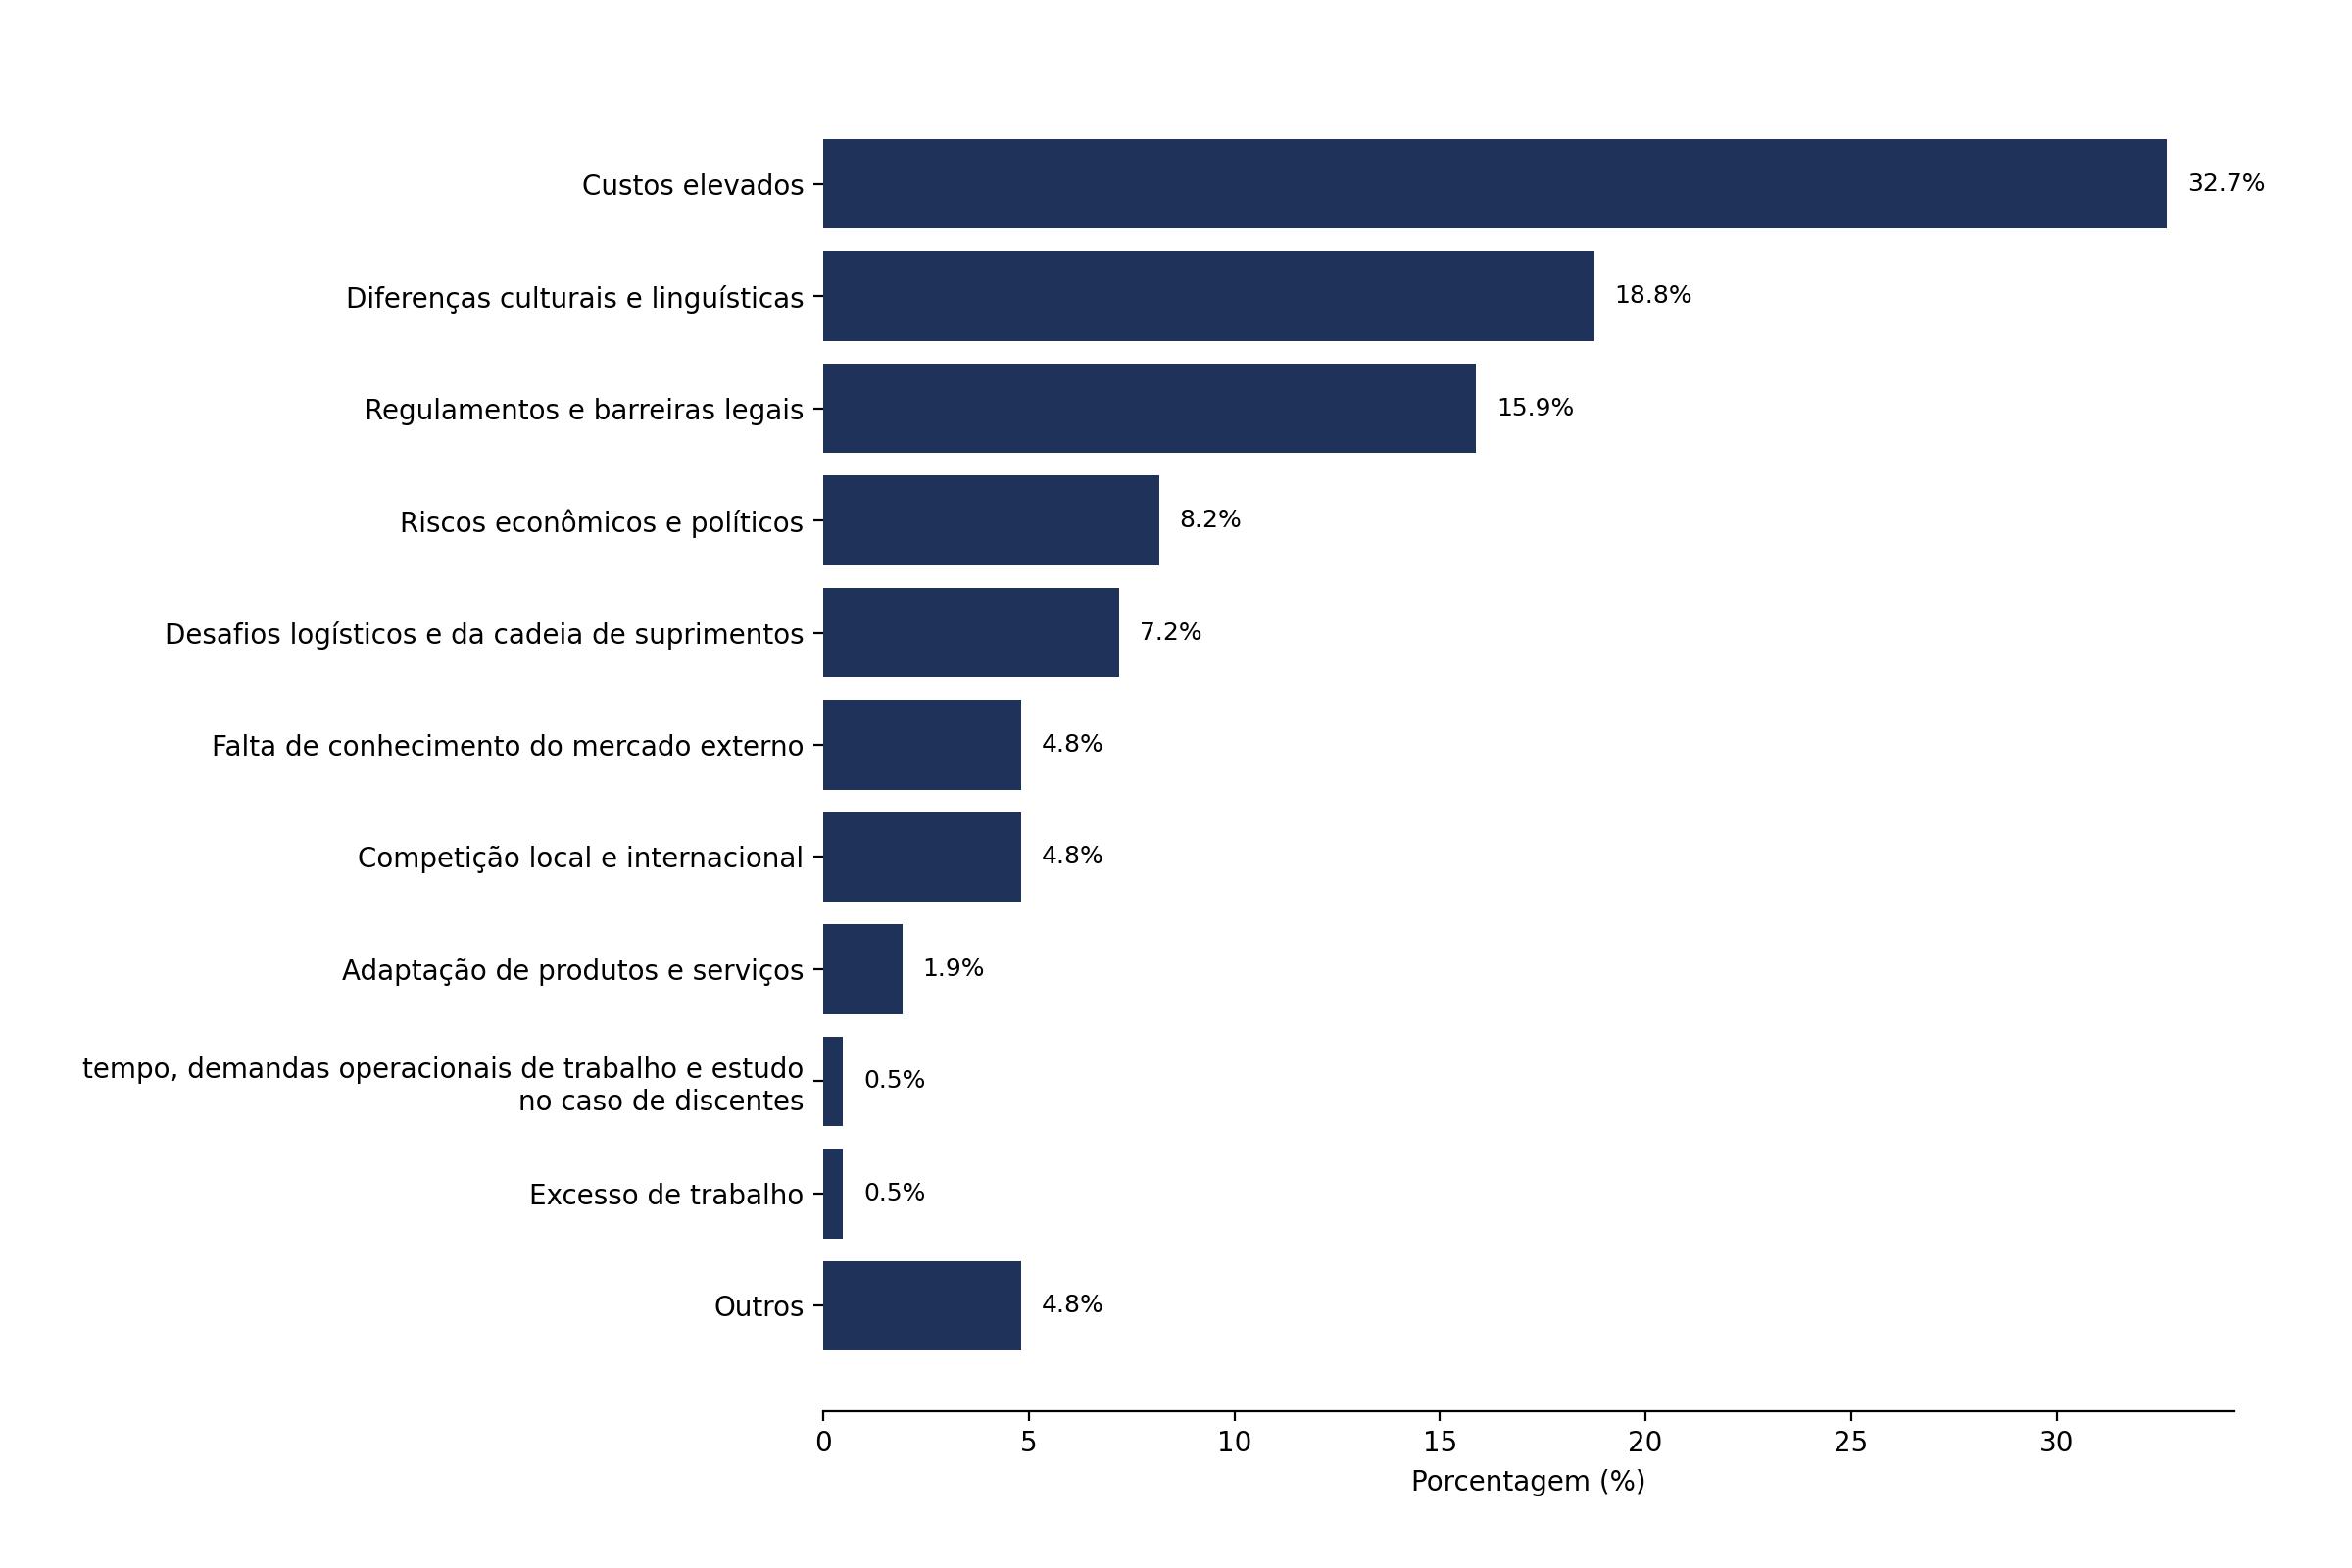 Custos elevados
32.7%
Diferenças culturais e linguísticas
18.8%
Regulamentos e barreiras legais
15.9%
Riscos econômicos e políticos
8.2%
Desafios logísticos e da cadeia de suprimentos
7.2%
Falta de conhecimento do mercado externo
4.8%
Competição local e internacional
4.8%
Adaptação de produtos e serviços
1.9%
tempo, demandas operacionais de trabalho e estudo
no caso de discentes
0.5%
Excesso de trabalho
0.5%
Outros
4.8%
0 5 10 15 20 25 30
Porcentagem (%)